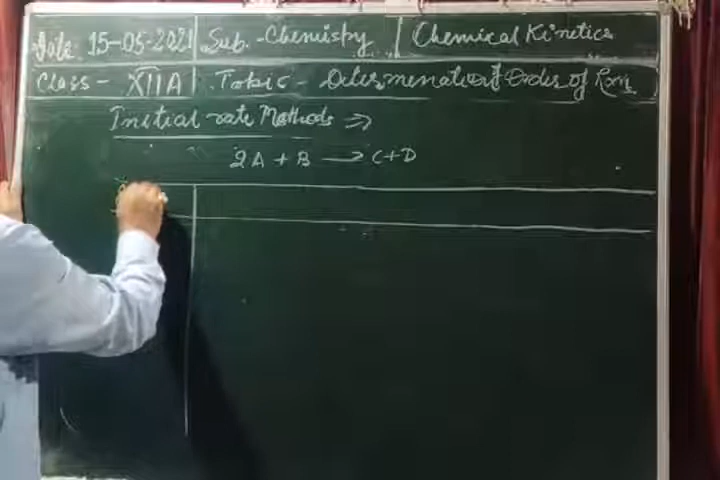 Date 15-05-2021 | Sub. - Chemistry | Chemical Kinetics
Class - XII A | Topic - Determination of Order of Rxn
Initial rate Methods ⇒
2A + B ⟶ C + D